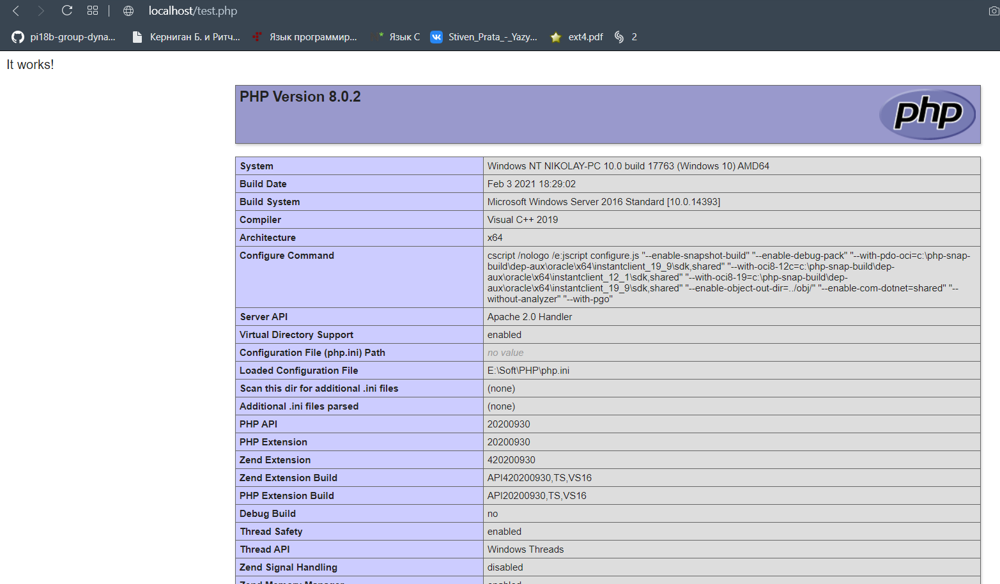 localhost/test.php
pi18b-group-dyna...
Керниган Б. и Ритч...
Язык программир...
Язык С
Stiven_Prata_-_Yazy...
ext4.pdf
2
It works!
PHP Version 8.0.2
php
System Windows NT NIKOLAY-PC 10.0 build 17763 (Windows 10) AMD64
Build Date Feb 3 2021 18:29:02
Build System Microsoft Windows Server 2016 Standard [10.0.14393]
Compiler Visual C++ 2019
Architecture x64
Configure Command cscript /nologo /e:jscript configure.js "--enable-snapshot-build" "--enable-debug-pack" "--with-pdo-oci=c:\php-snap-
build\dep-aux\oracle\x64\instantclient_19_9\sdk,shared" "--with-oci8-12c=c:\php-snap-build\dep-
aux\oracle\x64\instantclient_12_1\sdk,shared" "--with-oci8-19=c:\php-snap-build\dep-
aux\oracle\x64\instantclient_19_9\sdk,shared" "--enable-object-out-dir=../obj/" "--enable-com-dotnet=shared" "--
without-analyzer" "--with-pgo"
Server API Apache 2.0 Handler
Virtual Directory Support enabled
Configuration File (php.ini) Path no value
Loaded Configuration File E:\Soft\PHP\php.ini
Scan this dir for additional .ini files (none)
Additional .ini files parsed (none)
PHP API 20200930
PHP Extension 20200930
Zend Extension 420200930
Zend Extension Build API420200930,TS,VS16
PHP Extension Build API20200930,TS,VS16
Debug Build no
Thread Safety enabled
Thread API Windows Threads
Zend Signal Handling disabled
Zend Memory Manager enabled